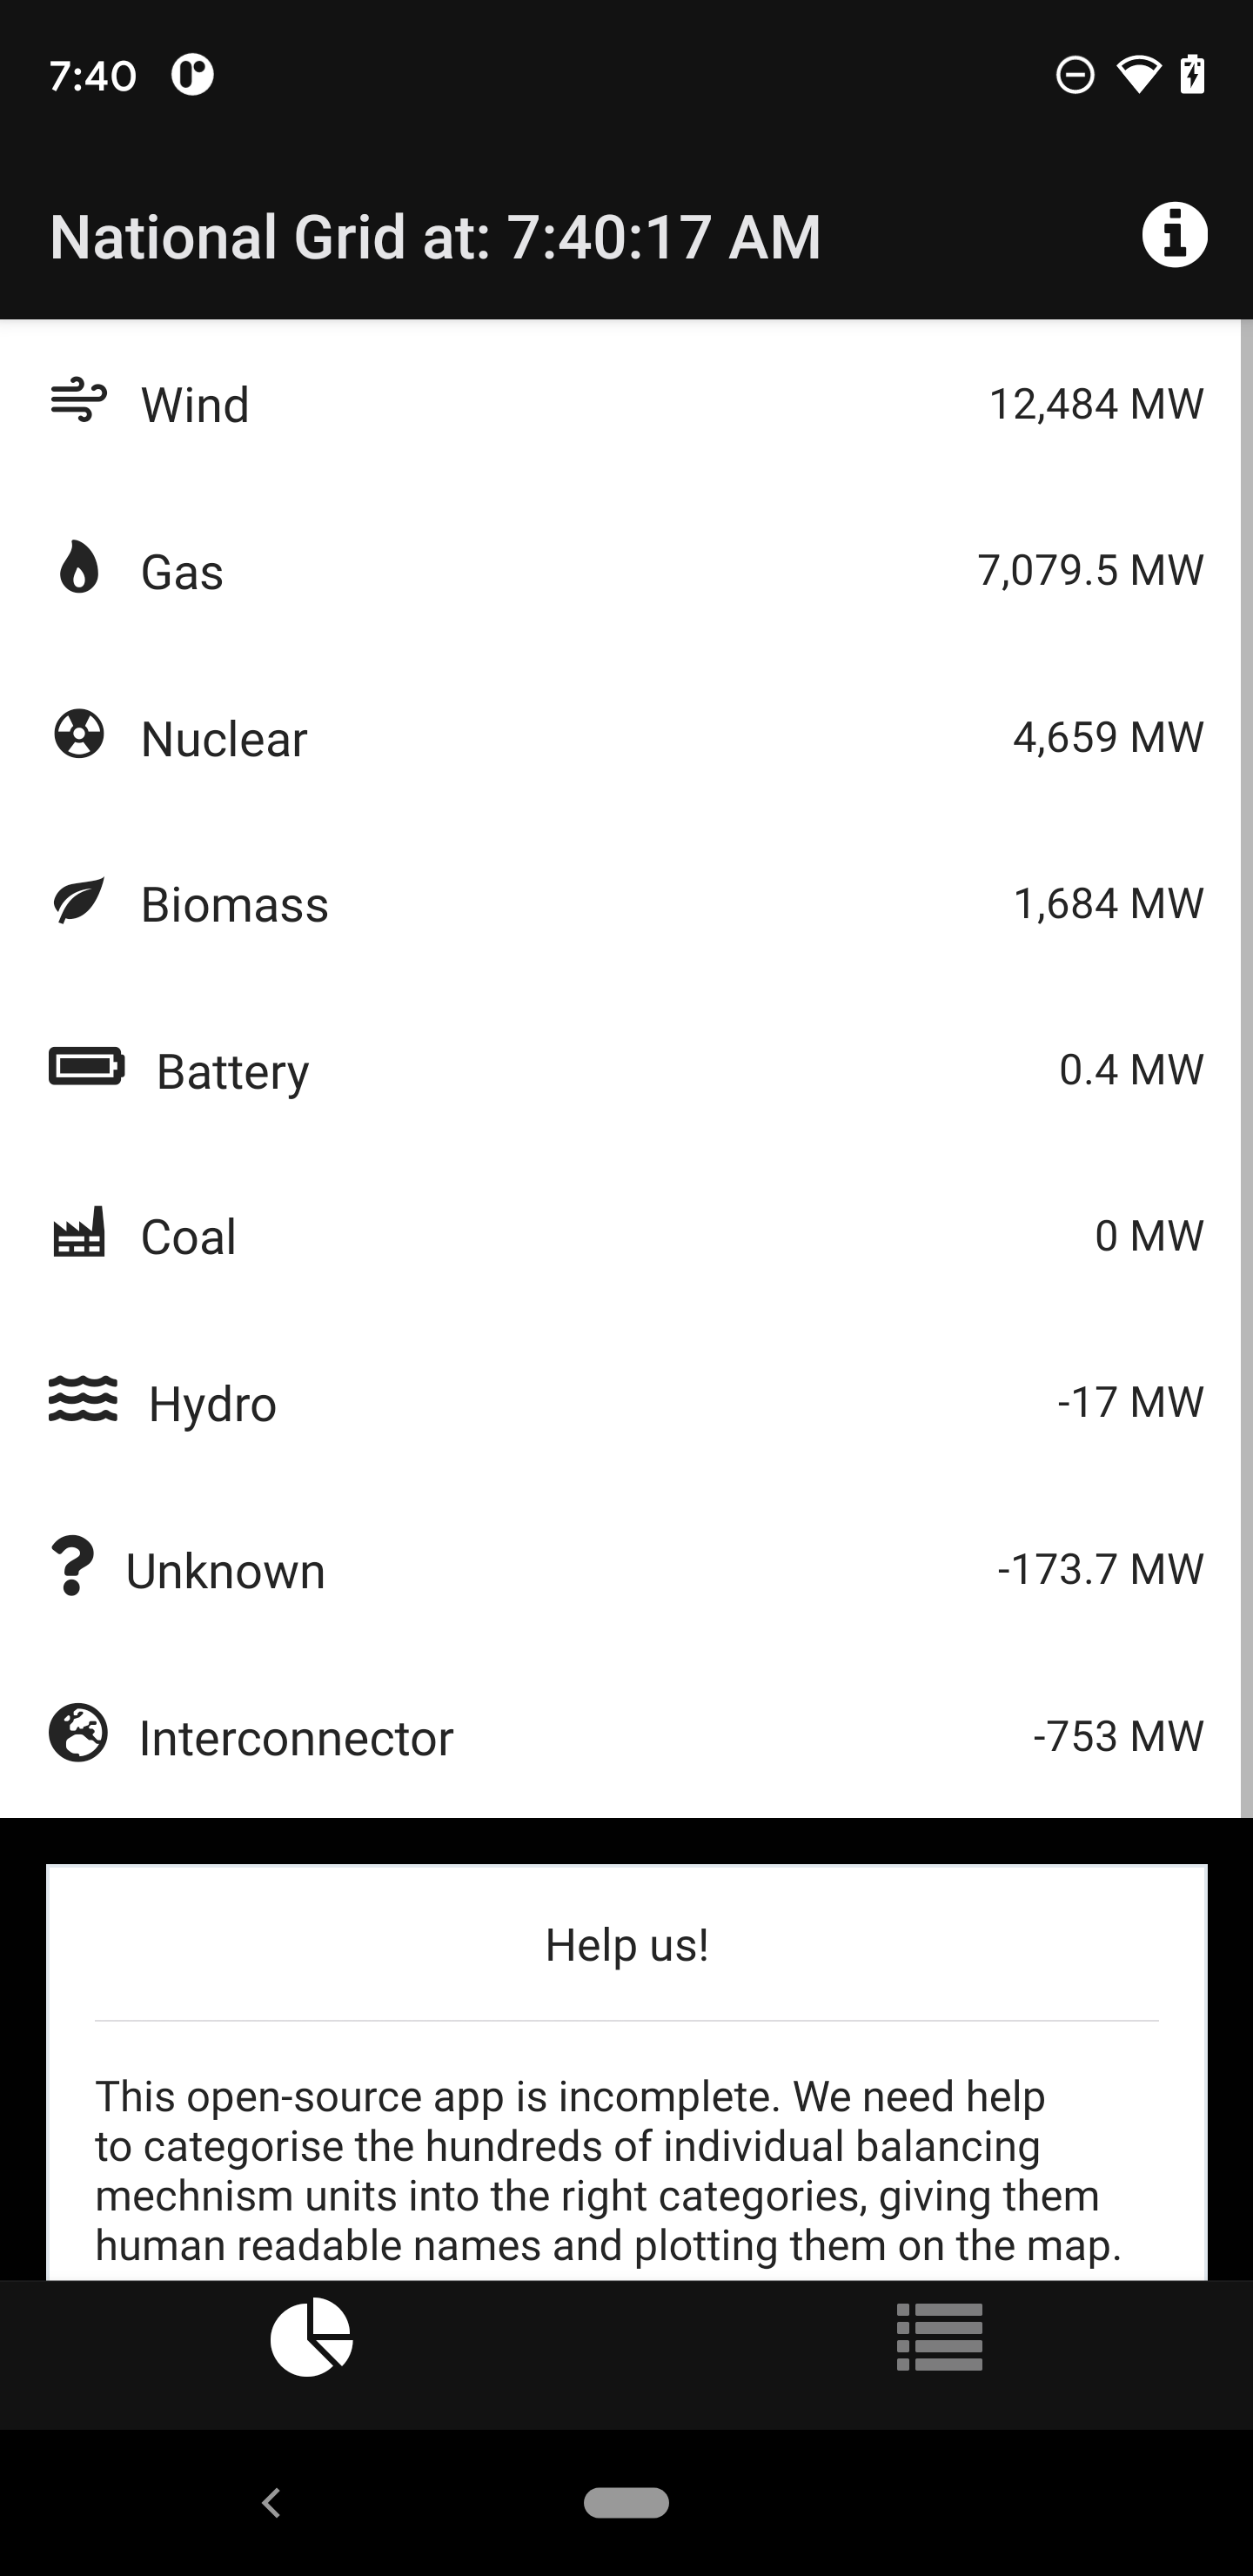 7:40
National Grid at: 7:40:17 AM
Wind 12,484 MW
Gas 7,079.5 MW
Nuclear 4,659 MW
Biomass 1,684 MW
Battery 0.4 MW
Coal 0 MW
Hydro -17 MW
Unknown -173.7 MW
Interconnector -753 MW
Help us!
This open-source app is incomplete. We need help
to categorise the hundreds of individual balancing
mechnism units into the right categories, giving them
human readable names and plotting them on the map.